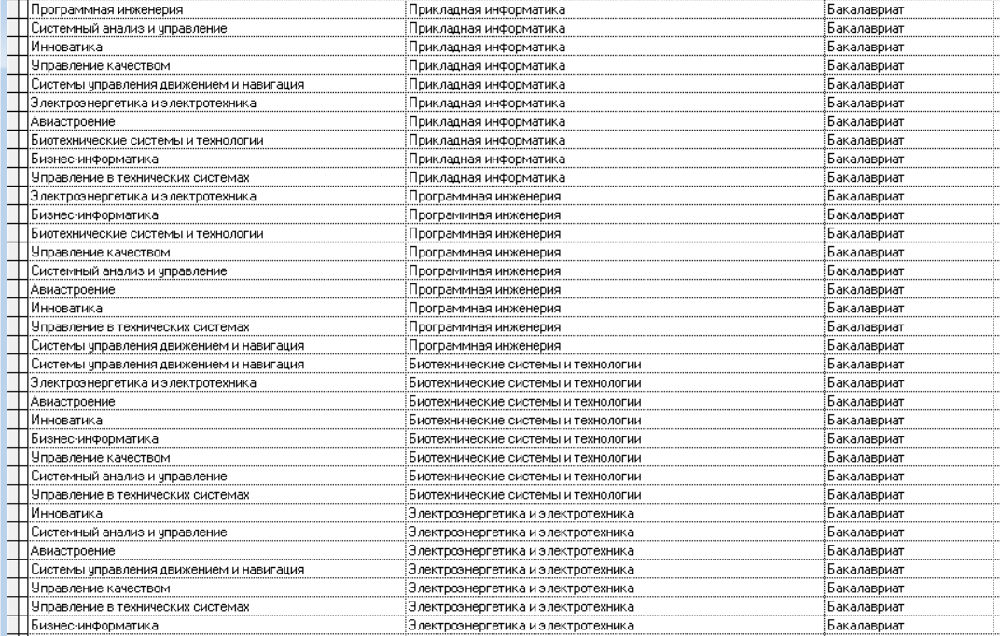 Программная инженерия Прикладная информатика Бакалавриат
Системный анализ и управление Прикладная информатика Бакалавриат
Инноватика Прикладная информатика Бакалавриат
Управление качеством Прикладная информатика Бакалавриат
Системы управления движением и навигация Прикладная информатика Бакалавриат
Электроэнергетика и электротехника Прикладная информатика Бакалавриат
Авиастроение Прикладная информатика Бакалавриат
Биотехнические системы и технологии Прикладная информатика Бакалавриат
Бизнес-информатика Прикладная информатика Бакалавриат
Управление в технических системах Прикладная информатика Бакалавриат
Электроэнергетика и электротехника Программная инженерия Бакалавриат
Бизнес-информатика Программная инженерия Бакалавриат
Биотехнические системы и технологии Программная инженерия Бакалавриат
Управление качеством Программная инженерия Бакалавриат
Системный анализ и управление Программная инженерия Бакалавриат
Авиастроение Программная инженерия Бакалавриат
Инноватика Программная инженерия Бакалавриат
Управление в технических системах Программная инженерия Бакалавриат
Системы управления движением и навигация Программная инженерия Бакалавриат
Системы управления движением и навигация Биотехнические системы и технологии Бакалавриат
Электроэнергетика и электротехника Биотехнические системы и технологии Бакалавриат
Авиастроение Биотехнические системы и технологии Бакалавриат
Инноватика Биотехнические системы и технологии Бакалавриат
Бизнес-информатика Биотехнические системы и технологии Бакалавриат
Управление качеством Биотехнические системы и технологии Бакалавриат
Системный анализ и управление Биотехнические системы и технологии Бакалавриат
Управление в технических системах Биотехнические системы и технологии Бакалавриат
Инноватика Электроэнергетика и электротехника Бакалавриат
Системный анализ и управление Электроэнергетика и электротехника Бакалавриат
Авиастроение Электроэнергетика и электротехника Бакалавриат
Системы управления движением и навигация Электроэнергетика и электротехника Бакалавриат
Управление качеством Электроэнергетика и электротехника Бакалавриат
Управление в технических системах Электроэнергетика и электротехника Бакалавриат
Бизнес-информатика Электроэнергетика и электротехника Бакалавриат